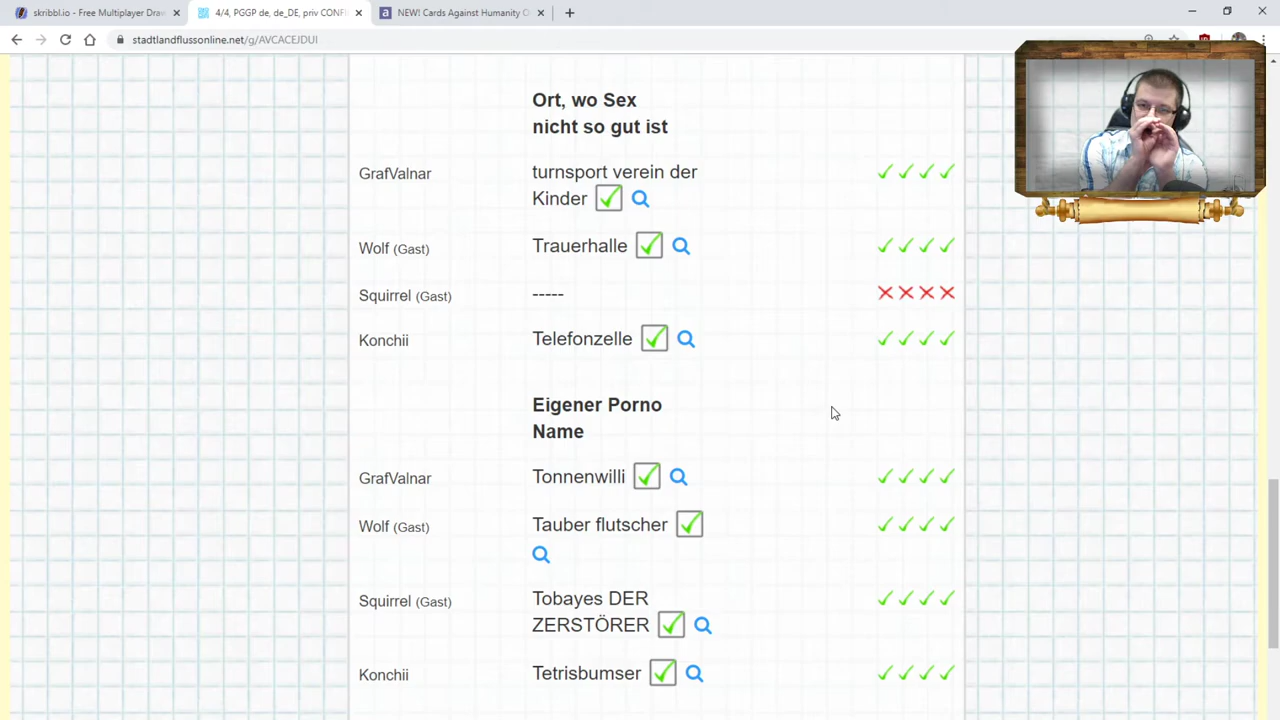 skribbl.io - Free Multiplayer Draw
4/4, PGGP de, de_DE, priv CONFI
NEW! Cards Against Humanity O
stadtlandflussonline.net/g/AVCACEJDUI
Ort, wo Sex
nicht so gut ist
GrafValnar
turnsport verein der
Kinder
Wolf (Gast)
Trauerhalle
Squirrel (Gast)
-----
Konchii
Telefonzelle
Eigener Porno
Name
GrafValnar
Tonnenwilli
Wolf (Gast)
Tauber flutscher
Squirrel (Gast)
Tobayes DER
ZERSTÖRER
Konchii
Tetrisbumser